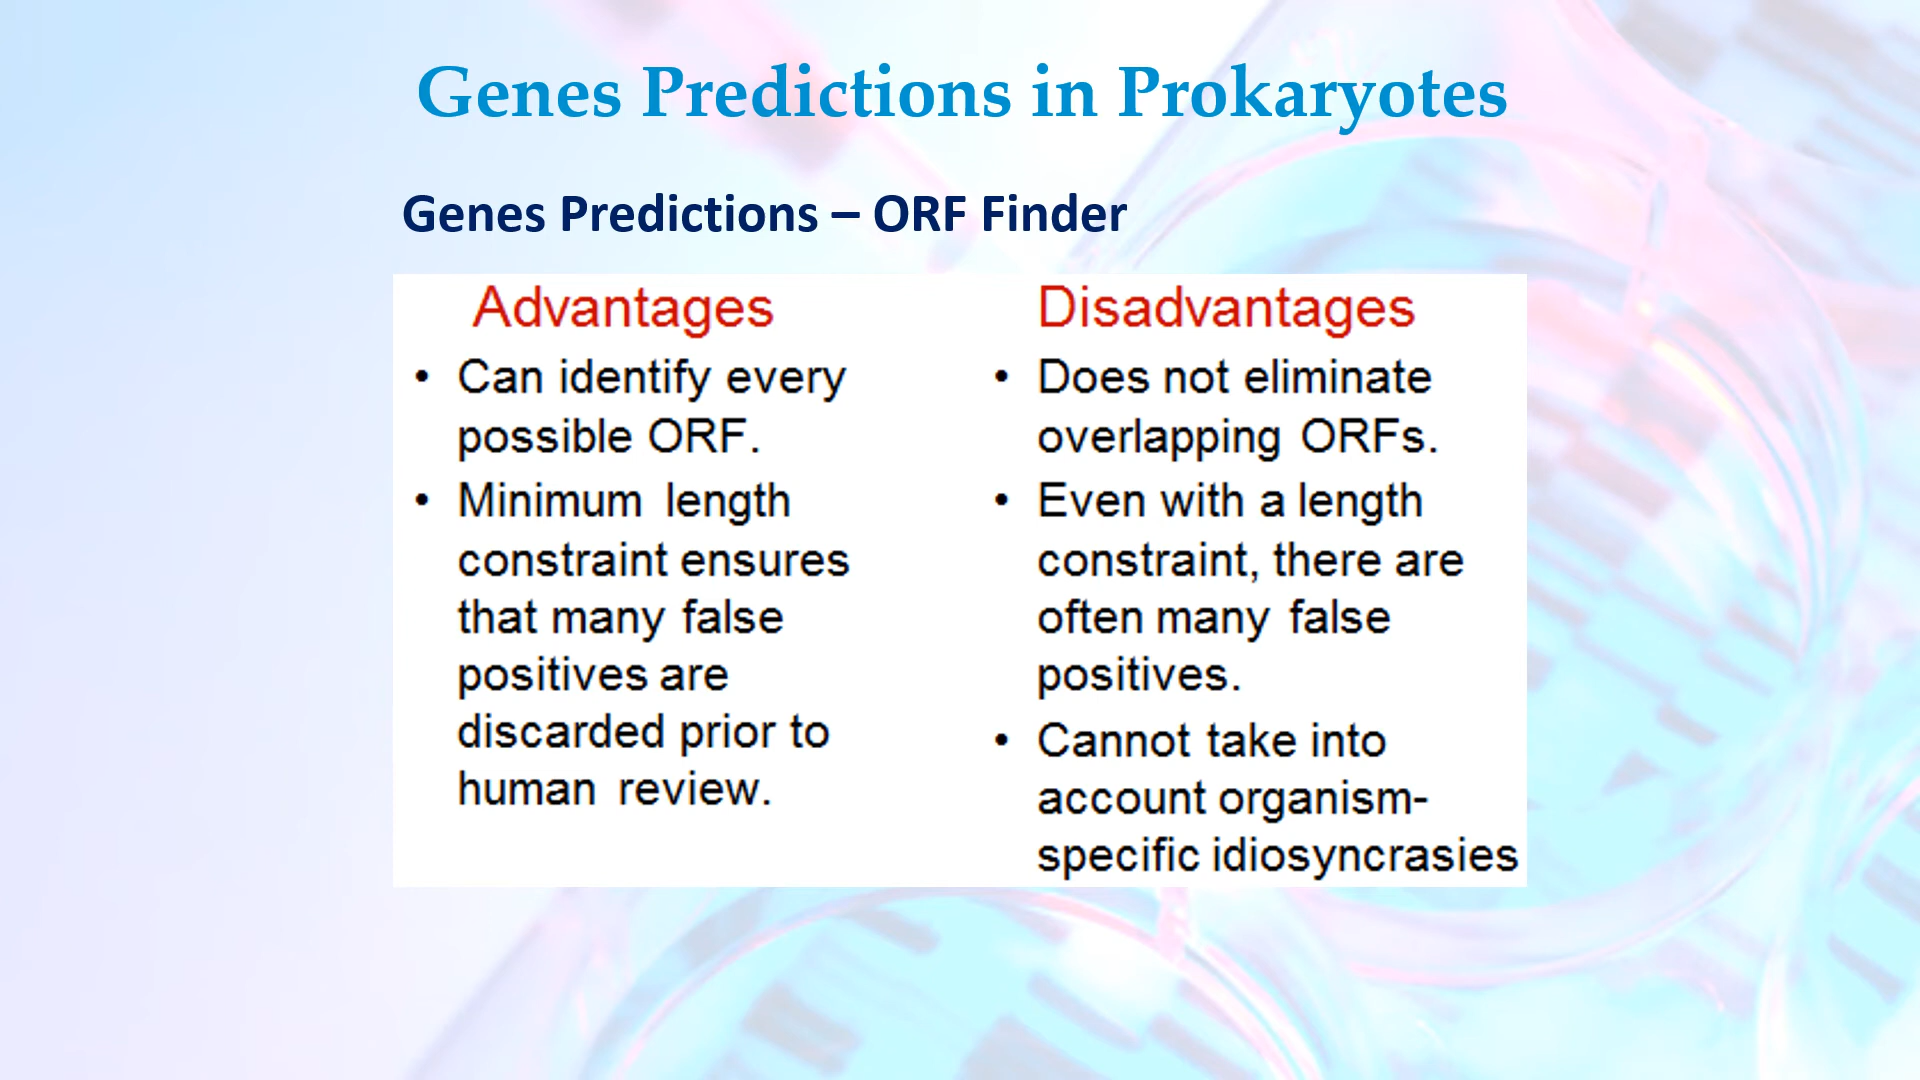 Genes Predictions in Prokaryotes
Genes Predictions – ORF Finder
Advantages
• Can identify every
possible ORF.
• Minimum length
constraint ensures
that many false
positives are
discarded prior to
human review.
Disadvantages
• Does not eliminate
overlapping ORFs.
• Even with a length
constraint, there are
often many false
positives.
• Cannot take into
account organism-
specific idiosyncrasies